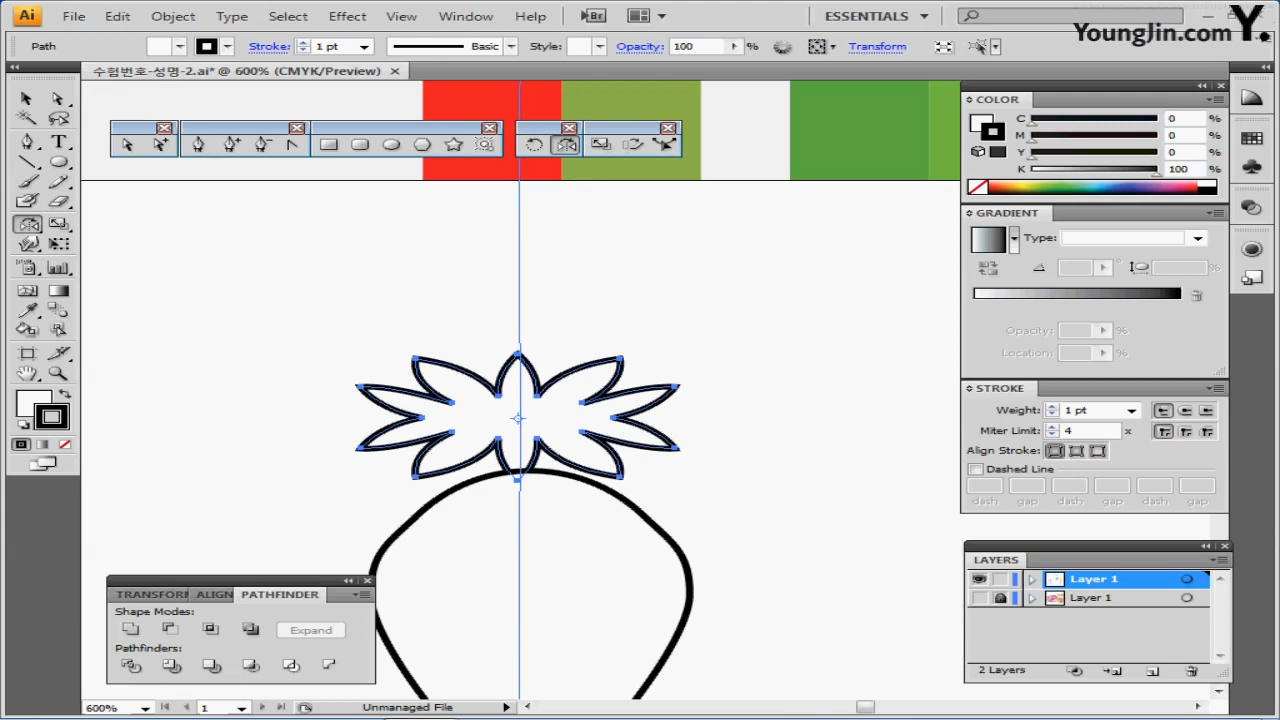 Ai File Edit Object Type Select Effect View Window Help Br ESSENTIALS
YoungJin.com Y.
Path Stroke: 1 pt Basic Style: Opacity: 100 % Transform
수험번호-성명-2.ai* @ 600% (CMYK/Preview)
COLOR
C 0 %
M 0 %
Y 0 %
K 100 %
GRADIENT
Type:
%
Opacity: %
Location: %
STROKE
Weight: 1 pt
Miter Limit: 4 x
Align Stroke:
Dashed Line
dash gap dash gap dash gap
LAYERS
Layer 1
Layer 1
2 Layers
TRANSFORM ALIGN PATHFINDER
Shape Modes:
Expand
Pathfinders:
600% 1 Unmanaged File